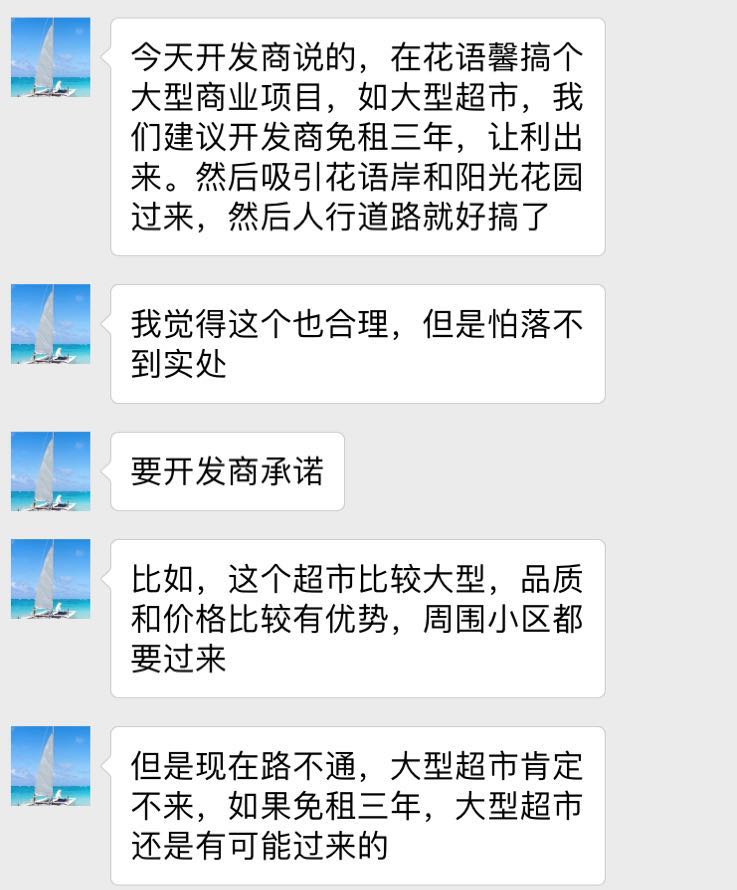 今天开发商说的，在花语馨搞个
大型商业项目，如大型超市，我
们建议开发商免租三年，让利出
来。然后吸引花语岸和阳光花园
过来，然后人行道路就好搞了
我觉得这个也合理，但是怕落不
到实处
要开发商承诺
比如，这个超市比较大型，品质
和价格比较有优势，周围小区都
要过来
但是现在路不通，大型超市肯定
不来，如果免租三年，大型超市
还是有可能过来的